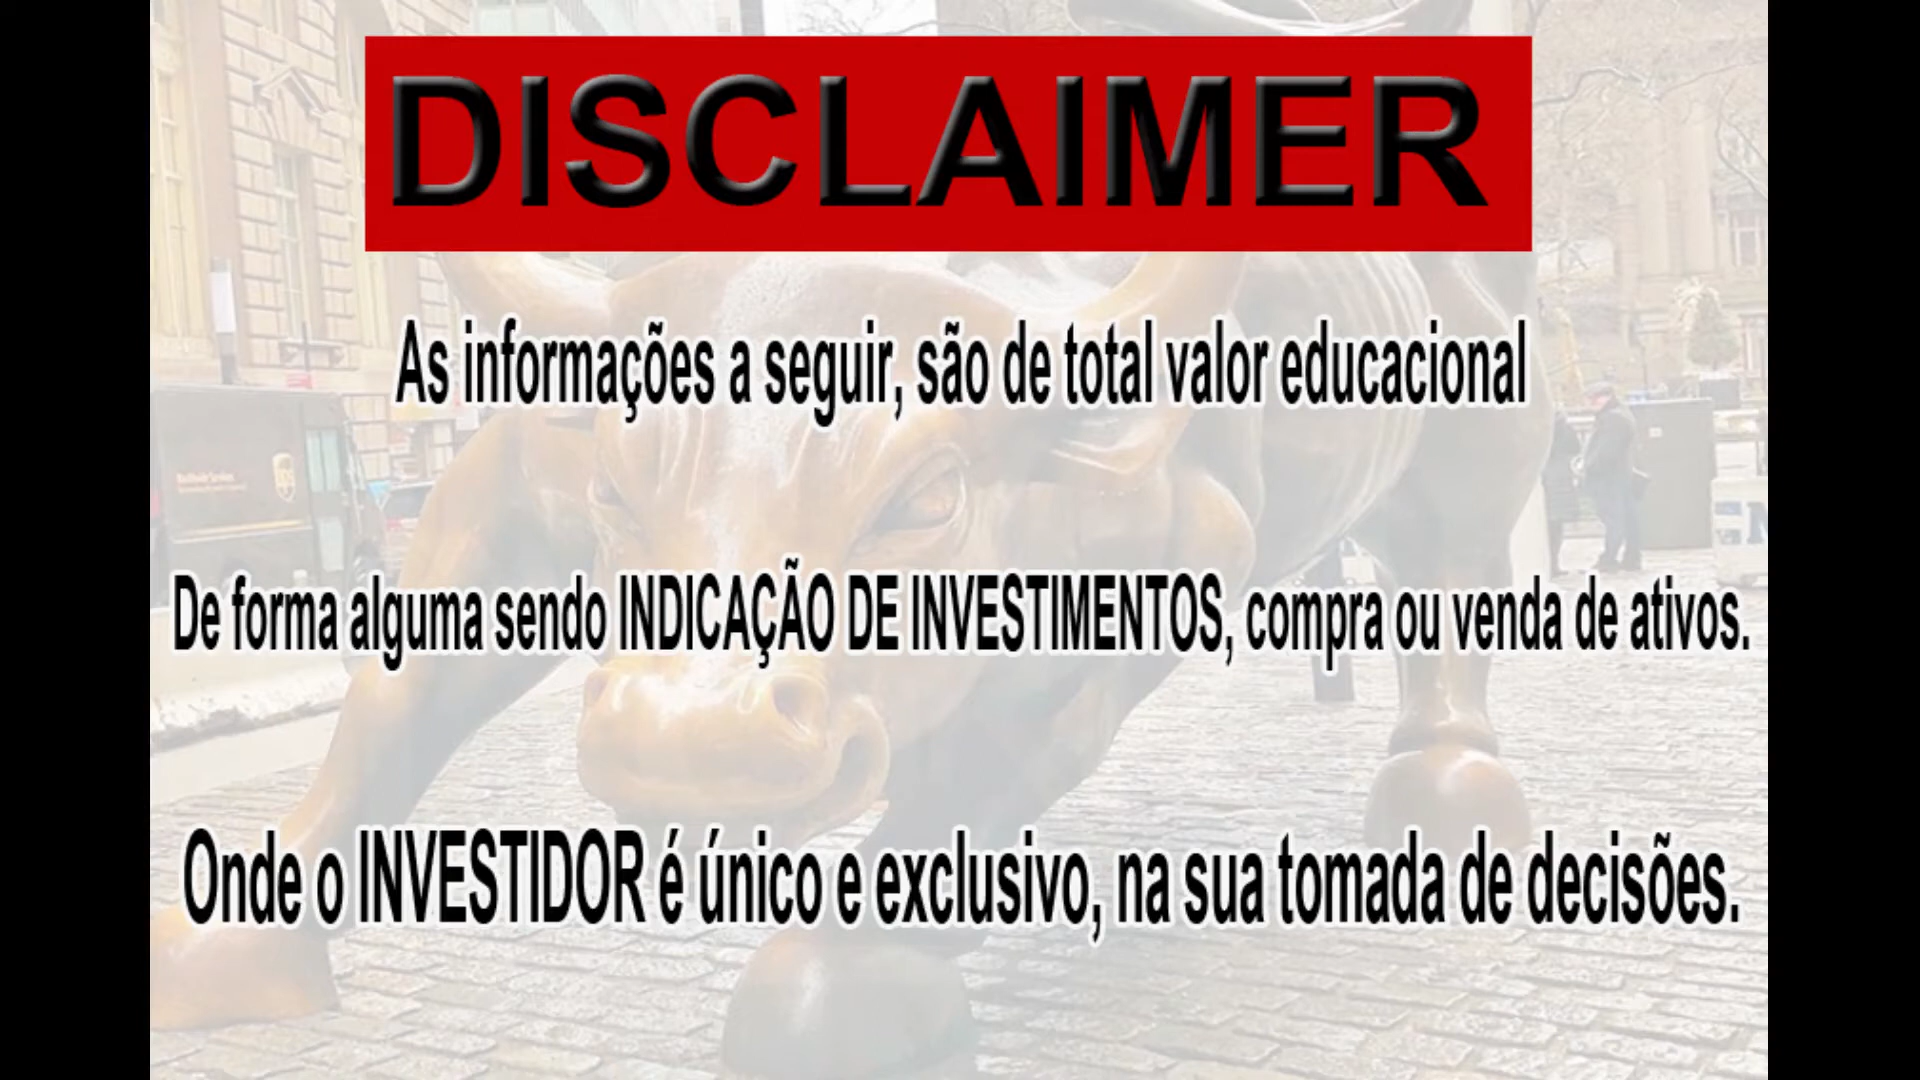 DISCLAIMER
As informações a seguir, são de total valor educacional
De forma alguma sendo INDICAÇÃO DE INVESTIMENTOS, compra ou venda de ativos.
Onde o INVESTIDOR é único e exclusivo, na sua tomada de decisões.